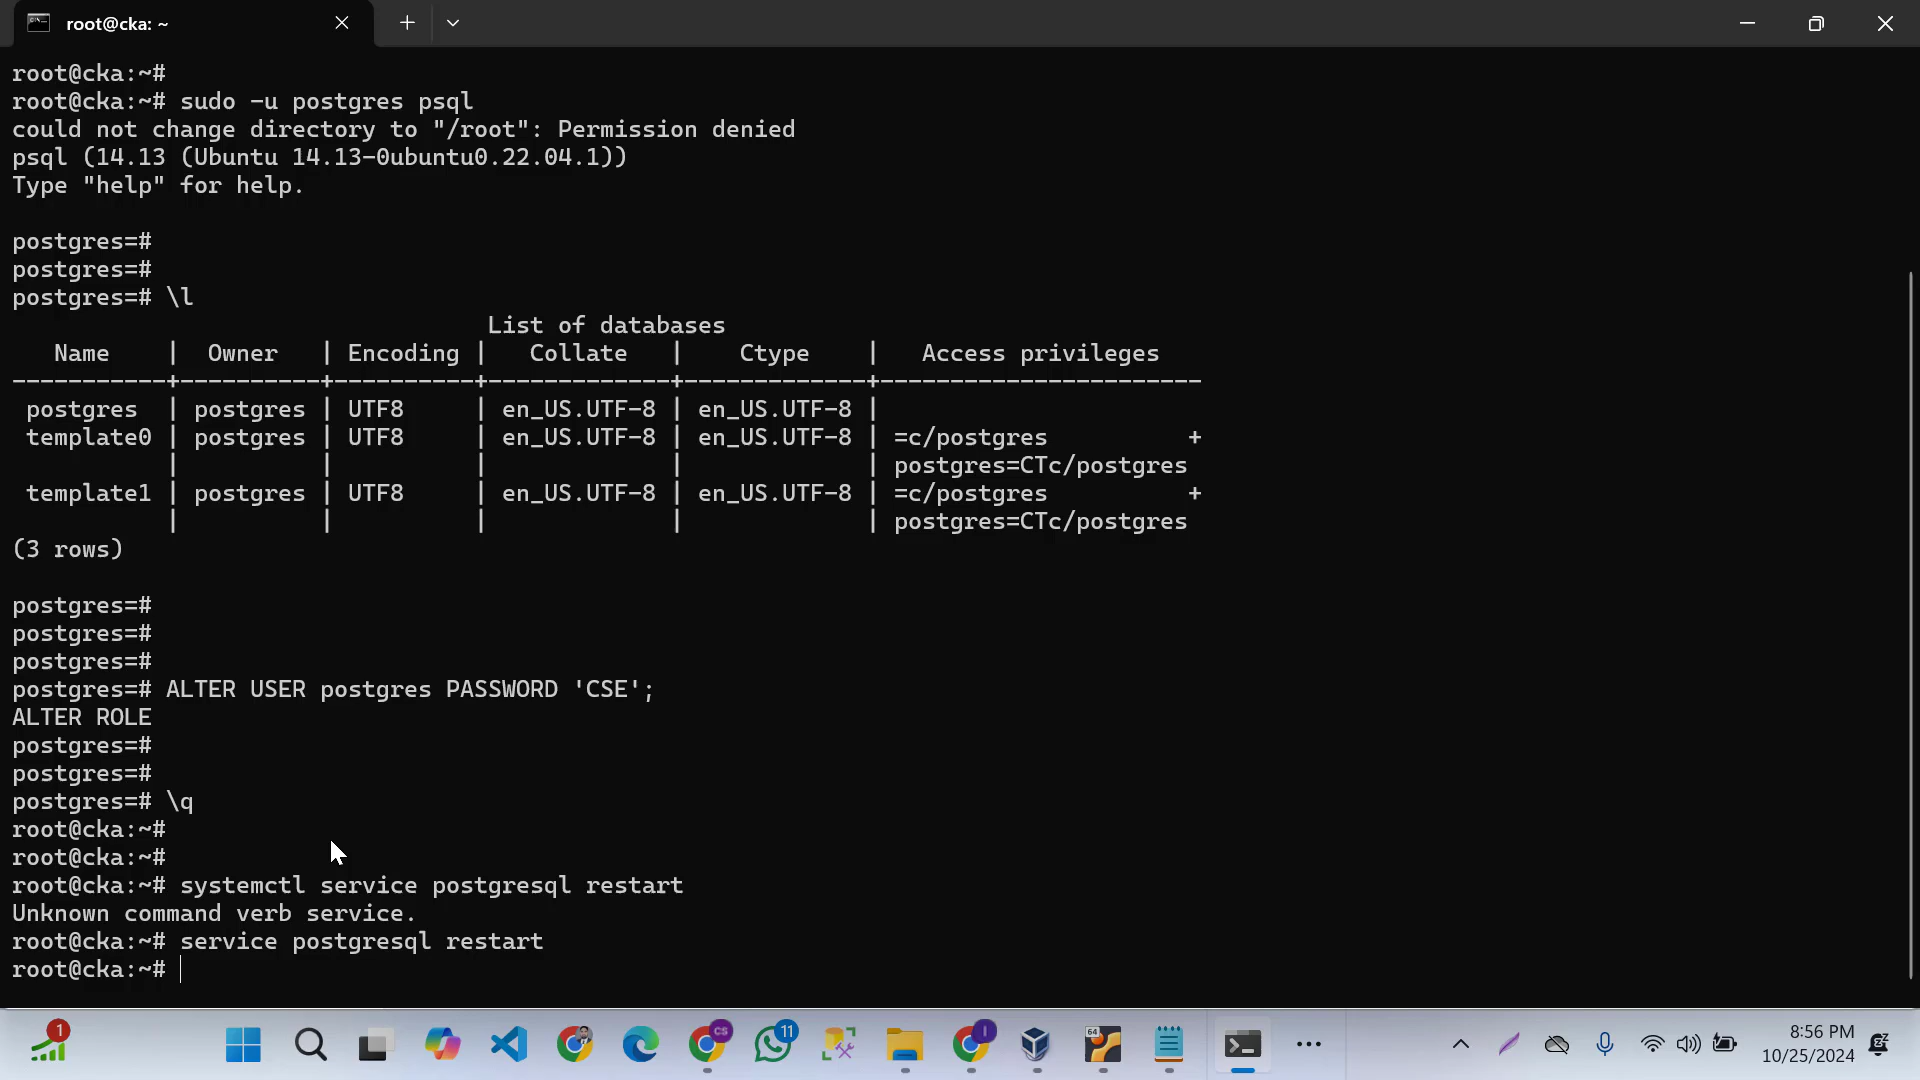 root@cka: ~
root@cka:~#
root@cka:~# sudo -u postgres psql
could not change directory to "/root": Permission denied
psql (14.13 (Ubuntu 14.13-0ubuntu0.22.04.1))
Type "help" for help.
postgres=#
postgres=#
postgres=# \l
List of databases
Name | Owner | Encoding | Collate | Ctype | Access privileges
-----------+----------+----------+-------------+-------------+-----------------------
postgres | postgres | UTF8 | en_US.UTF-8 | en_US.UTF-8 |
template0 | postgres | UTF8 | en_US.UTF-8 | en_US.UTF-8 | =c/postgres +
| | | | | postgres=CTc/postgres
template1 | postgres | UTF8 | en_US.UTF-8 | en_US.UTF-8 | =c/postgres +
| | | | | postgres=CTc/postgres
(3 rows)
postgres=#
postgres=#
postgres=#
postgres=# ALTER USER postgres PASSWORD 'CSE';
ALTER ROLE
postgres=#
postgres=#
postgres=# \q
root@cka:~#
root@cka:~#
root@cka:~# systemctl service postgresql restart
Unknown command verb service.
root@cka:~# service postgresql restart
root@cka:~#
1
CS
11
I
64
8:56 PM
10/25/2024